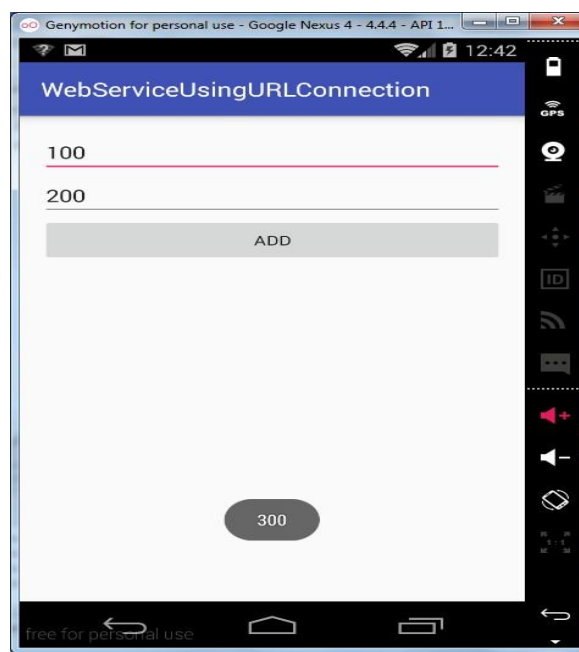 Genymotion for personal use - Google Nexus 4 - 4.4.4 - API 1...
12:42
WebServiceUsingURLConnection
GPS
100
200
ADD
ID
300
free for personal use